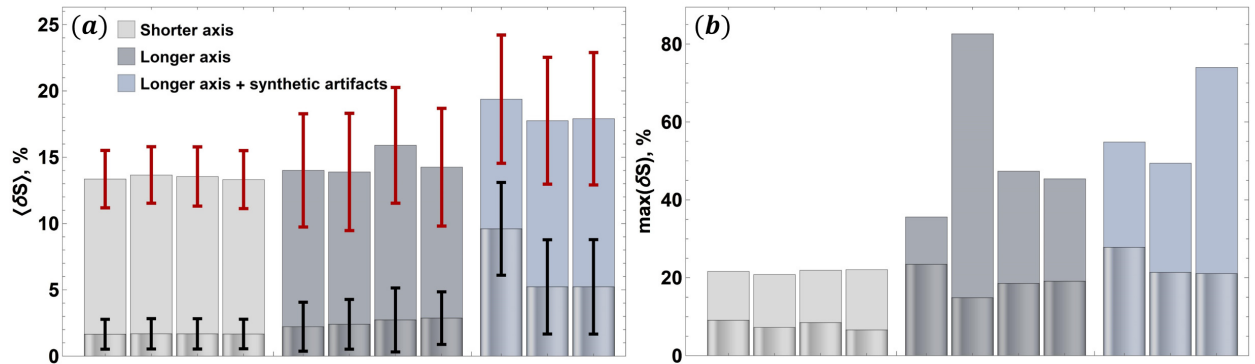 (a)
Shorter axis
Longer axis
Longer axis + synthetic artifacts
⟨δS⟩, %
25
20
15
10
5
0
(b)
max(δS), %
80
60
40
20
0